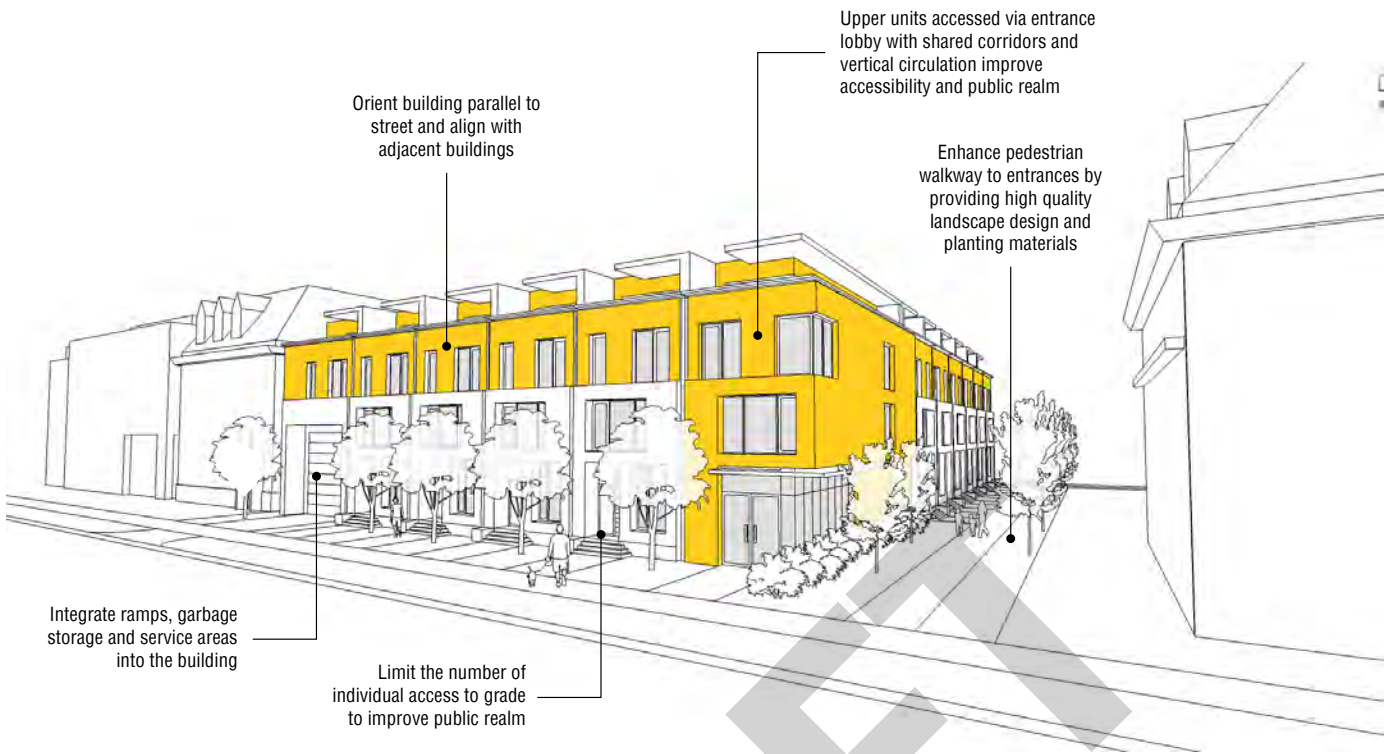 Upper units accessed via entrance
lobby with shared corridors and
vertical circulation improve
accessibility and public realm
Orient building parallel to
street and align with
adjacent buildings
Enhance pedestrian
walkway to entrances by
providing high quality
landscape design and
planting materials
Integrate ramps, garbage
storage and service areas
into the building
Limit the number of
individual access to grade
to improve public realm